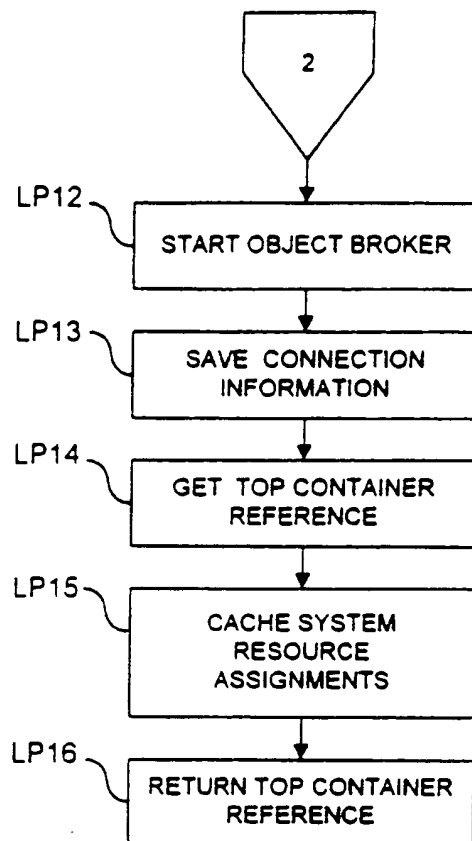 2
LP12
START OBJECT BROKER
LP13
SAVE CONNECTION
INFORMATION
LP14
GET TOP CONTAINER
REFERENCE
LP15
CACHE SYSTEM
RESOURCE
ASSIGNMENTS
LP16
RETURN TOP CONTAINER
REFERENCE